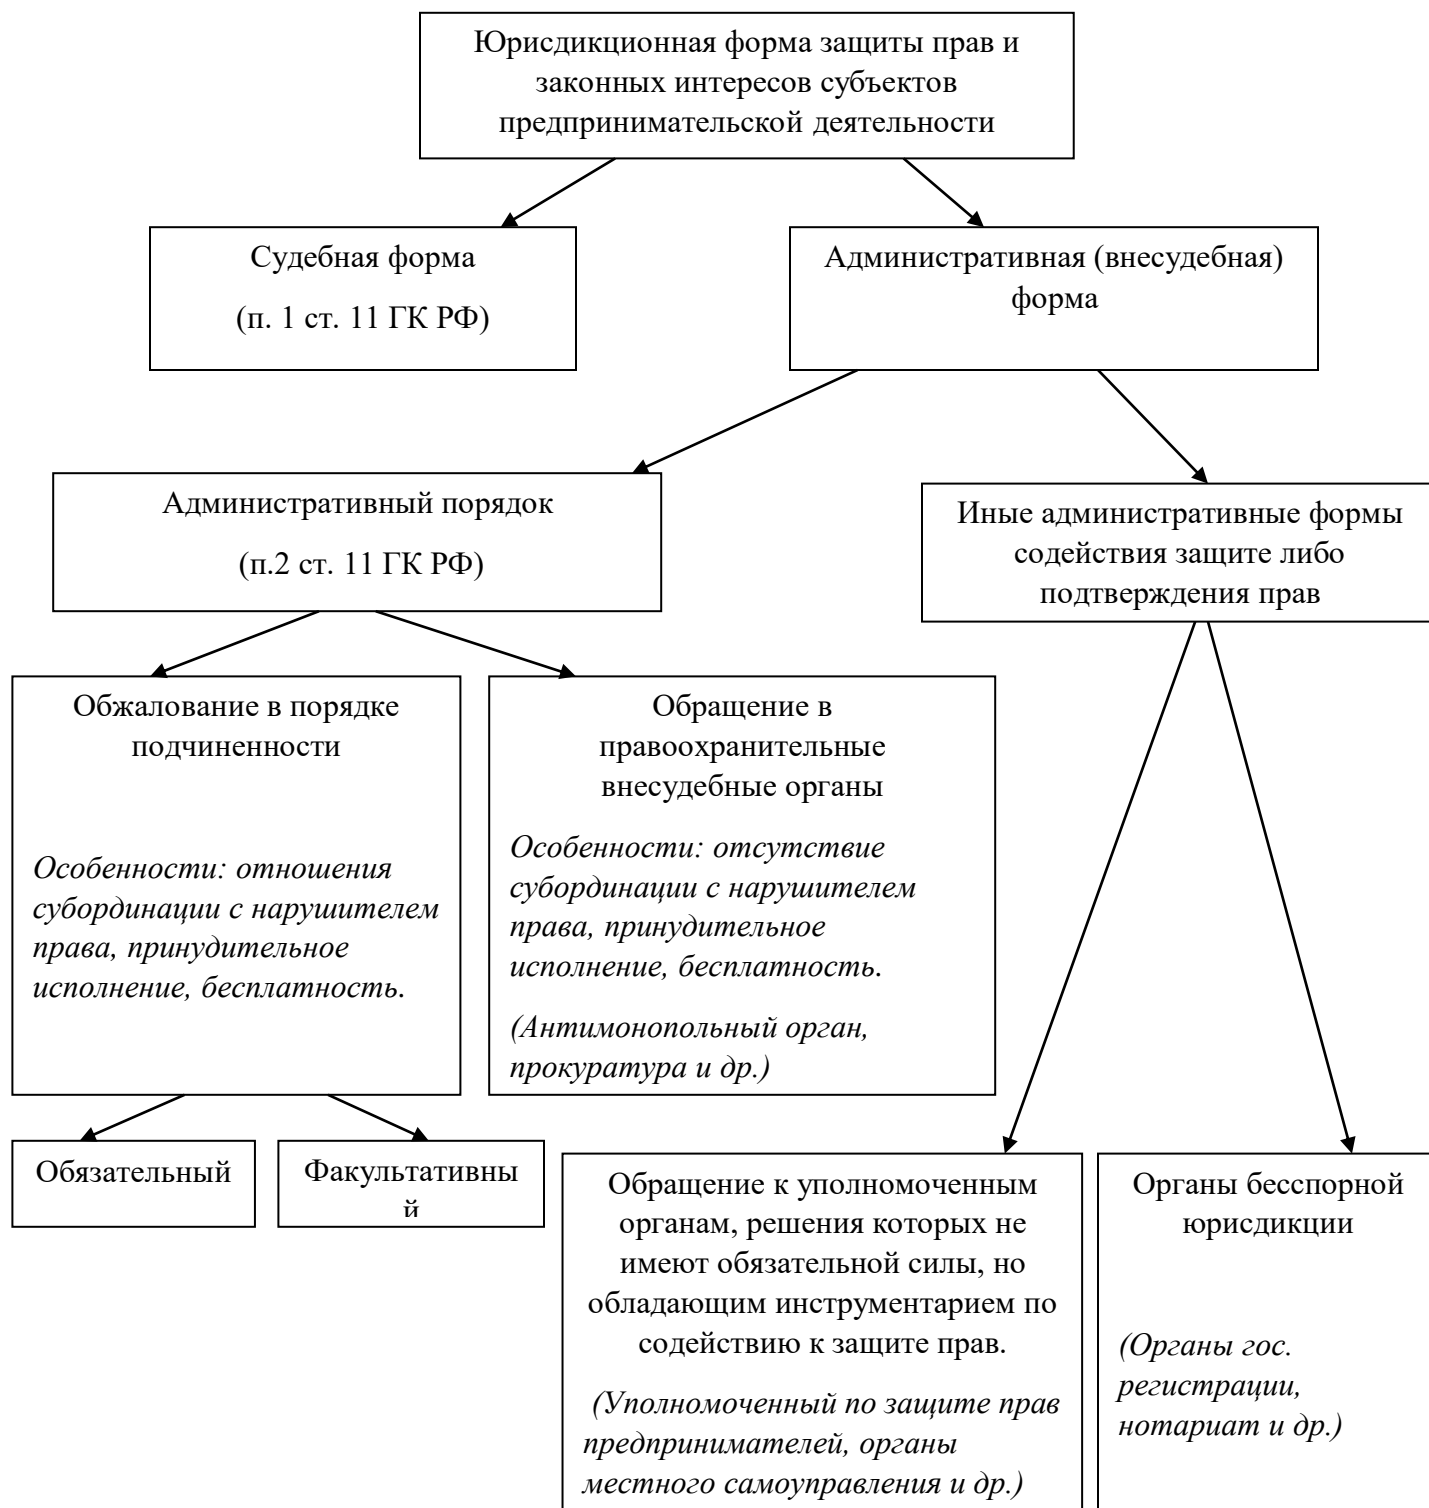 Юрисдикционная форма защиты прав и
законных интересов субъектов
предпринимательской деятельности
Судебная форма
(п. 1 ст. 11 ГК РФ)
Административная (внесудебная)
форма
Административный порядок
(п.2 ст. 11 ГК РФ)
Иные административные формы
содействия защите либо
подтверждения прав
Обжалование в порядке
подчиненности
Особенности: отношения
субординации с нарушителем
права, принудительное
исполнение, бесплатность.
Обращение в
правоохранительные
внесудебные органы
Особенности: отсутствие
субординации с нарушителем
права, принудительное
исполнение, бесплатность.
(Антимонопольный орган,
прокуратура и др.)
Обязательный
Факультативны
й
Обращение к уполномоченным
органам, решения которых не
имеют обязательной силы, но
обладающим инструментарием по
содействию к защите прав.
(Уполномоченный по защите прав
предпринимателей, органы
местного самоуправления и др.)
Органы бесспорной
юрисдикции
(Органы гос.
регистрации,
нотариат и др.)